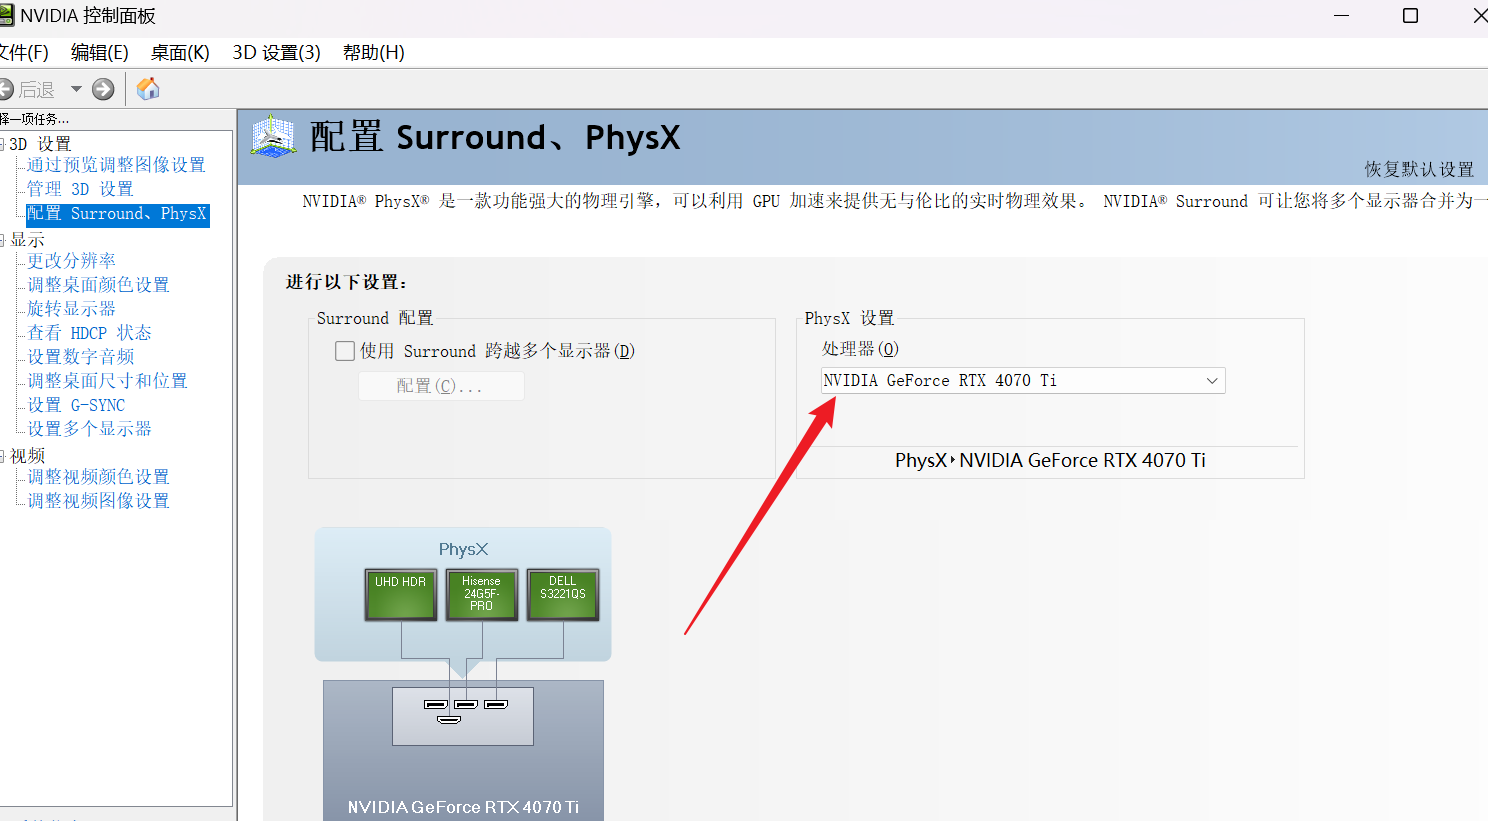 NVIDIA 控制面板
文件(F) 编辑(E) 桌面(K) 3D 设置(3) 帮助(H)
后退
择一项任务...
3D 设置
通过预览调整图像设置
管理 3D 设置
配置 Surround、PhysX
显示
更改分辨率
调整桌面颜色设置
旋转显示器
查看 HDCP 状态
设置数字音频
调整桌面尺寸和位置
设置 G-SYNC
设置多个显示器
视频
调整视频颜色设置
调整视频图像设置
配置 Surround、PhysX
恢复默认设置
NVIDIA® PhysX® 是一款功能强大的物理引擎，可以利用 GPU 加速来提供无与伦比的实时物理效果。 NVIDIA® Surround 可让您将多个显示器合并为一
进行以下设置:
Surround 配置
使用 Surround 跨越多个显示器(D)
配置(C)...
PhysX 设置
处理器(O)
NVIDIA GeForce RTX 4070 Ti
PhysX NVIDIA GeForce RTX 4070 Ti
PhysX
UHD HDR
Hisense
24G5F-
PRO
DELL
S3221QS
NVIDIA GeForce RTX 4070 Ti